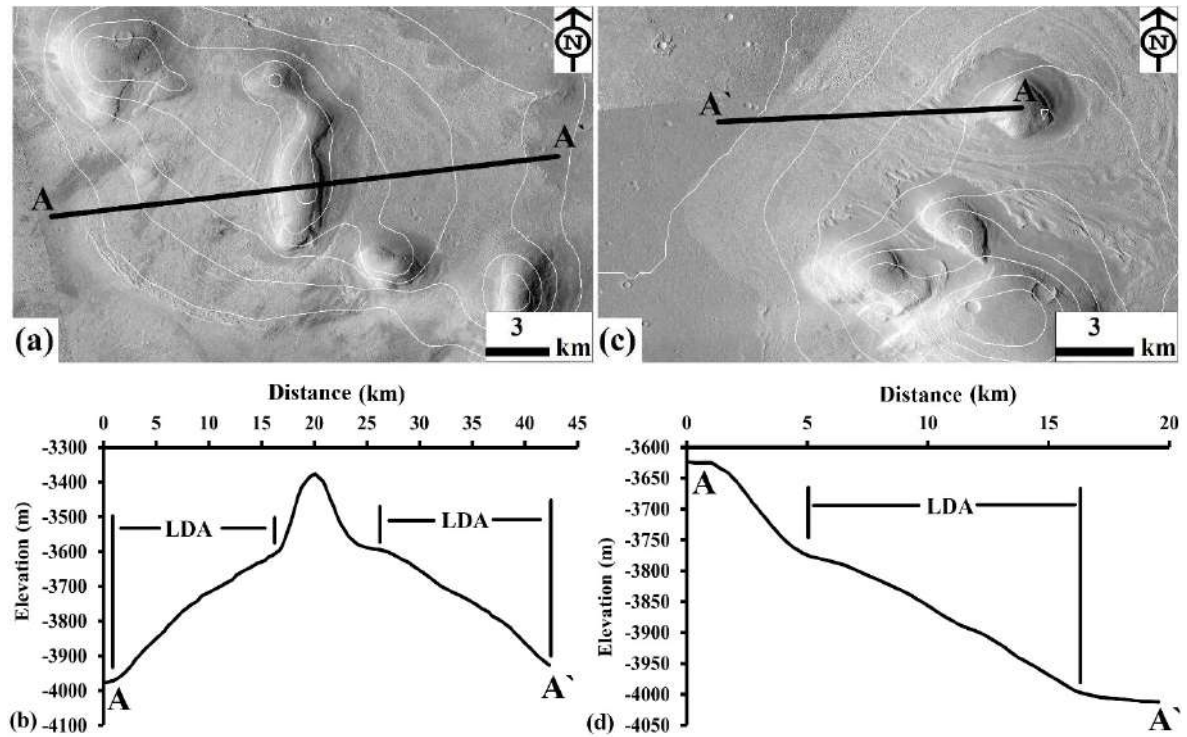 N
A
A`
3
km
(a)
N
A`
A
3
km
(c)
Distance (km)
0 5 10 15 20 25 30 35 40 45
Elevation (m)
-3300
-3400
-3500
-3600
-3700
-3800
-3900
-4000
-4100
LDA
LDA
A
A`
(b)
Distance (km)
0 5 10 15 20
Elevation (m)
-3600
-3650
-3700
-3750
-3800
-3850
-3900
-3950
-4000
-4050
A
LDA
A`
(d)